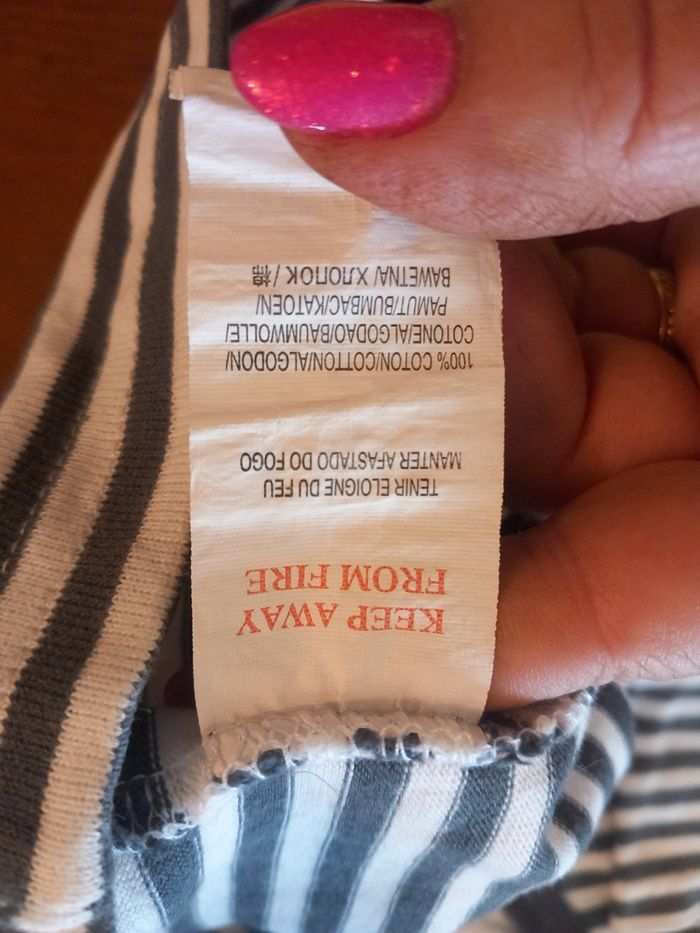 KEEP AWAY
FROM FIRE
TENIR ELOIGNE DU FEU
MANTER AFASTADO DO FOGO
100% COTON/COTTON/ALGODON/
COTONE/ALGODAO/BAUMWOLLE/
PAMUT/BUMBAC/KATOEN/
BAWEŁNA/ ХЛОПОК / 棉